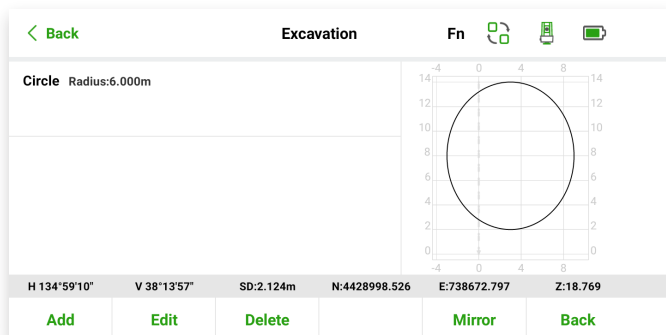 Back Excavation Fn
Circle Radius:6.000m
-4 0 4 8
14 14
12 12
10 10
8 8
6 6
4 4
2 2
0 0
-4 0 4 8
H 134°59'10" V 38°13'57" SD:2.124m N:4428998.526 E:738672.797 Z:18.769
Add Edit Delete Mirror Back